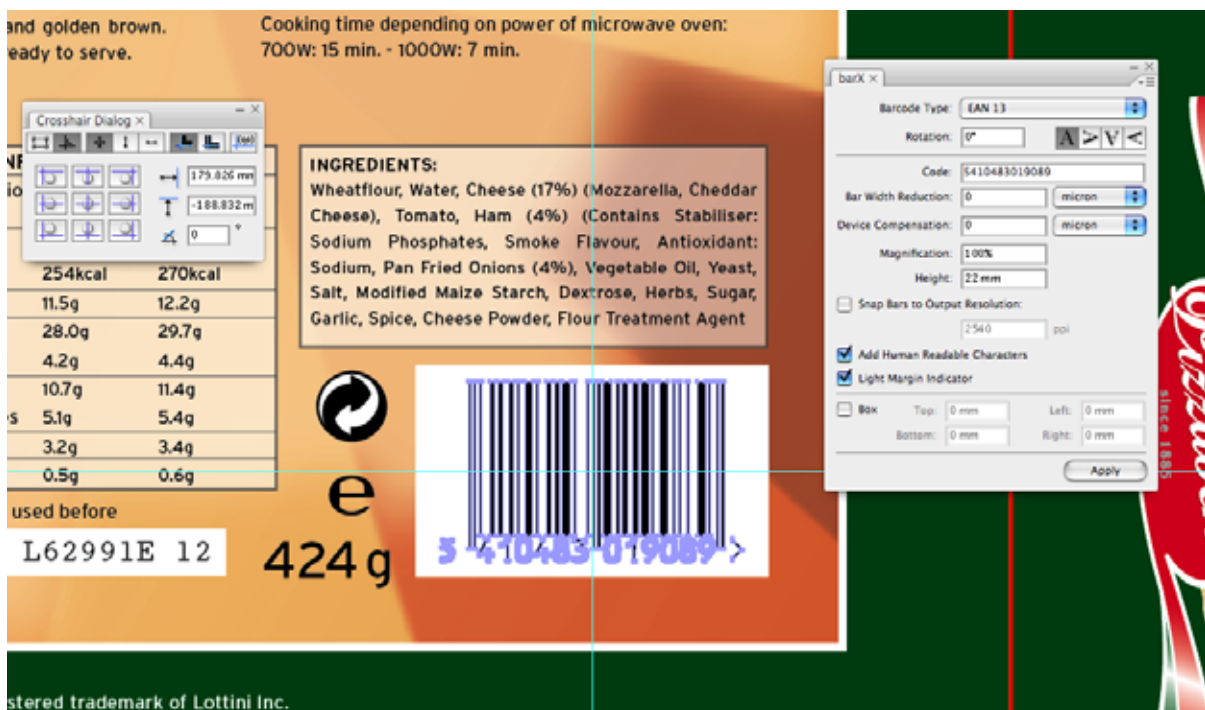 and golden brown.
ready to serve.
Cooking time depending on power of microwave oven:
700W: 15 min. - 1000W: 7 min.
Crosshair Dialog
179.826 mm
-188.832 m
0 °
254kcal 270kcal
11.5g 12.2g
28.0g 29.7g
4.2g 4.4g
10.7g 11.4g
5.1g 5.4g
3.2g 3.4g
0.5g 0.6g
used before
L62991E 12
INGREDIENTS:
Wheatflour, Water, Cheese (17%) (Mozzarella, Cheddar
Cheese), Tomato, Ham (4%) (Contains Stabiliser:
Sodium Phosphates, Smoke Flavour, Antioxidant:
Sodium, Pan Fried Onions (4%), Vegetable Oil, Yeast,
Salt, Modified Maize Starch, Dextrose, Herbs, Sugar,
Garlic, Spice, Cheese Powder, Flour Treatment Agent
e
424g
5 410483 019089 >
barX
Barcode Type: EAN 13
Rotation: 0° A A A A
Code: 5410483019089
Bar Width Reduction: 0 micron
Device Compensation: 0 micron
Magnification: 100%
Height: 22 mm
Snap Bars to Output Resolution:
2540 ppi
Add Human Readable Characters
Light Margin Indicator
Box Top: 0 mm Left: 0 mm
Bottom: 0 mm Right: 0 mm
Apply
since 1885
stered trademark of Lottini Inc.